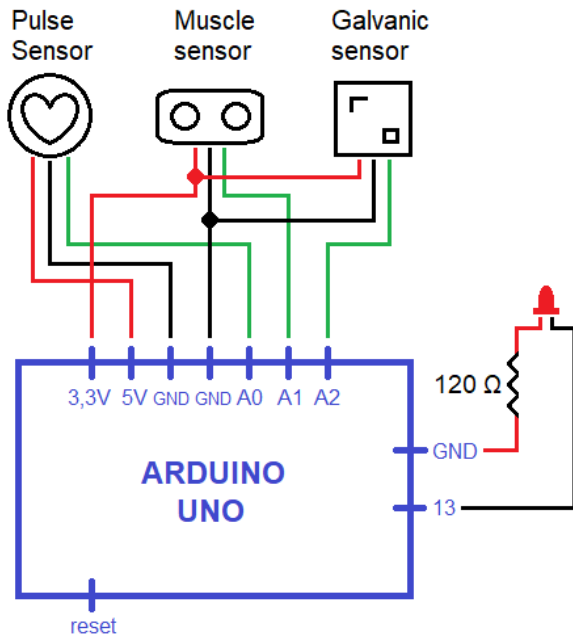 Pulse Sensor
Muscle sensor
Galvanic sensor
120 Ω
3,3V 5V GND GND A0 A1 A2
GND
ARDUINO
UNO
13
reset